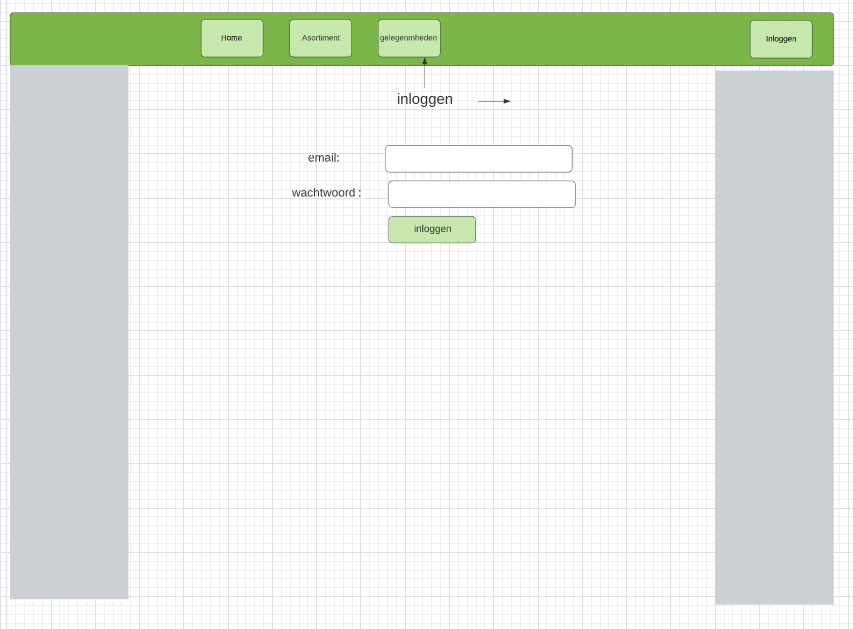 Home Asortiment gelegenmheden Inloggen
inloggen
email:
wachtwoord :
inloggen